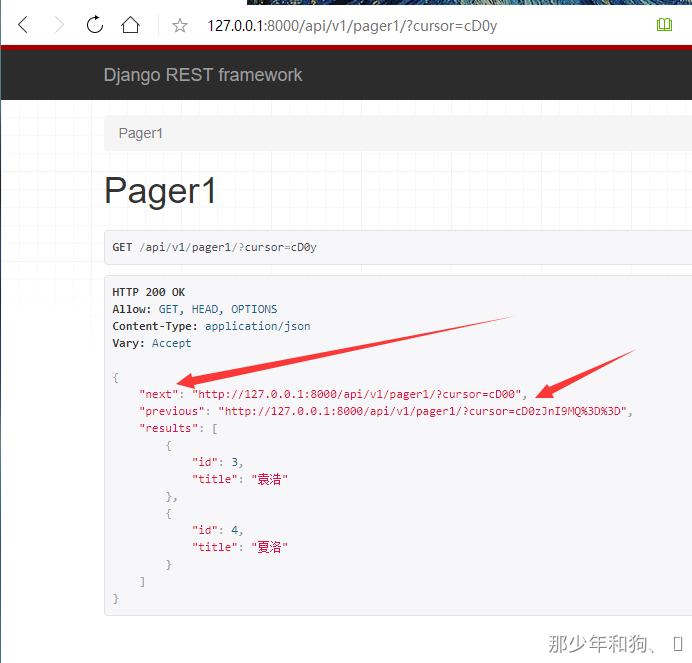 127.0.0.1:8000/api/v1/pager1/?cursor=cD0y
Django REST framework
Pager1
Pager1
GET /api/v1/pager1/?cursor=cD0y
HTTP 200 OK
Allow: GET, HEAD, OPTIONS
Content-Type: application/json
Vary: Accept
{
"next": "http://127.0.0.1:8000/api/v1/pager1/?cursor=cD00",
"previous": "http://127.0.0.1:8000/api/v1/pager1/?cursor=cD0zJnI9MQ%3D%3D",
"results": [
{
"id": 3,
"title": "袁浩"
},
{
"id": 4,
"title": "夏洛"
}
]
}
那少年和狗、